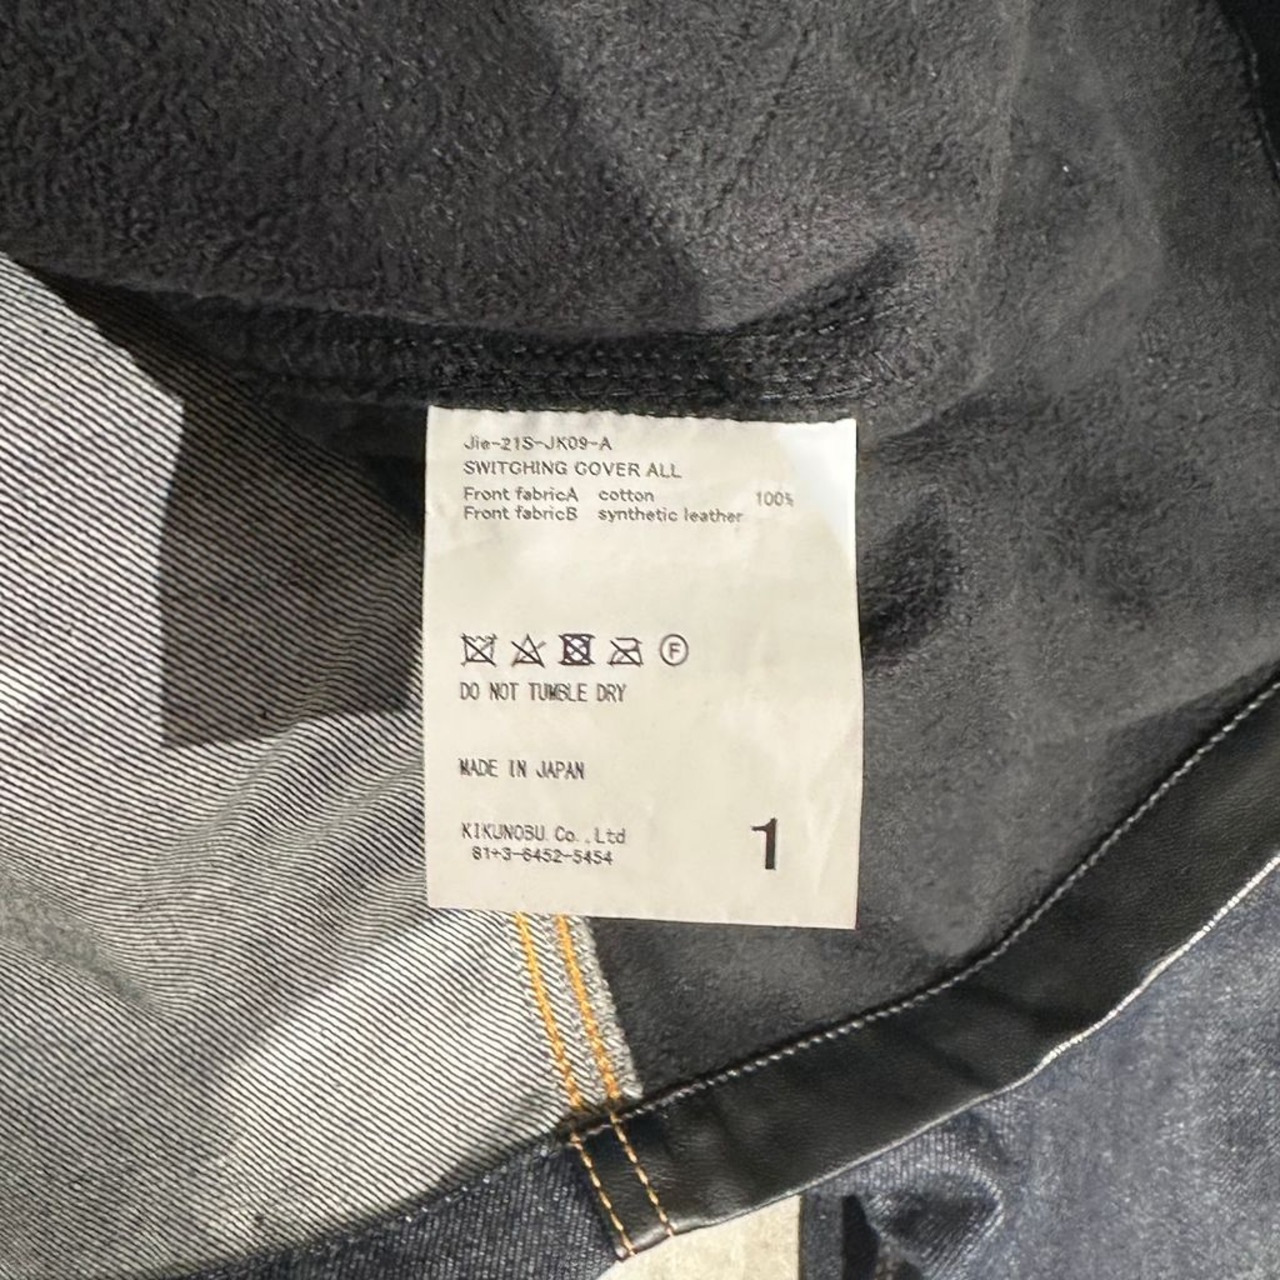 Jie-21S-JK09-A
SWITCHING COVER ALL
Front fabricA cotton 100%
Front fabricB synthetic leather
F
DO NOT TUMBLE DRY
MADE IN JAPAN
KIKUNOBU Co.,Ltd
81+3-6452-5454
1